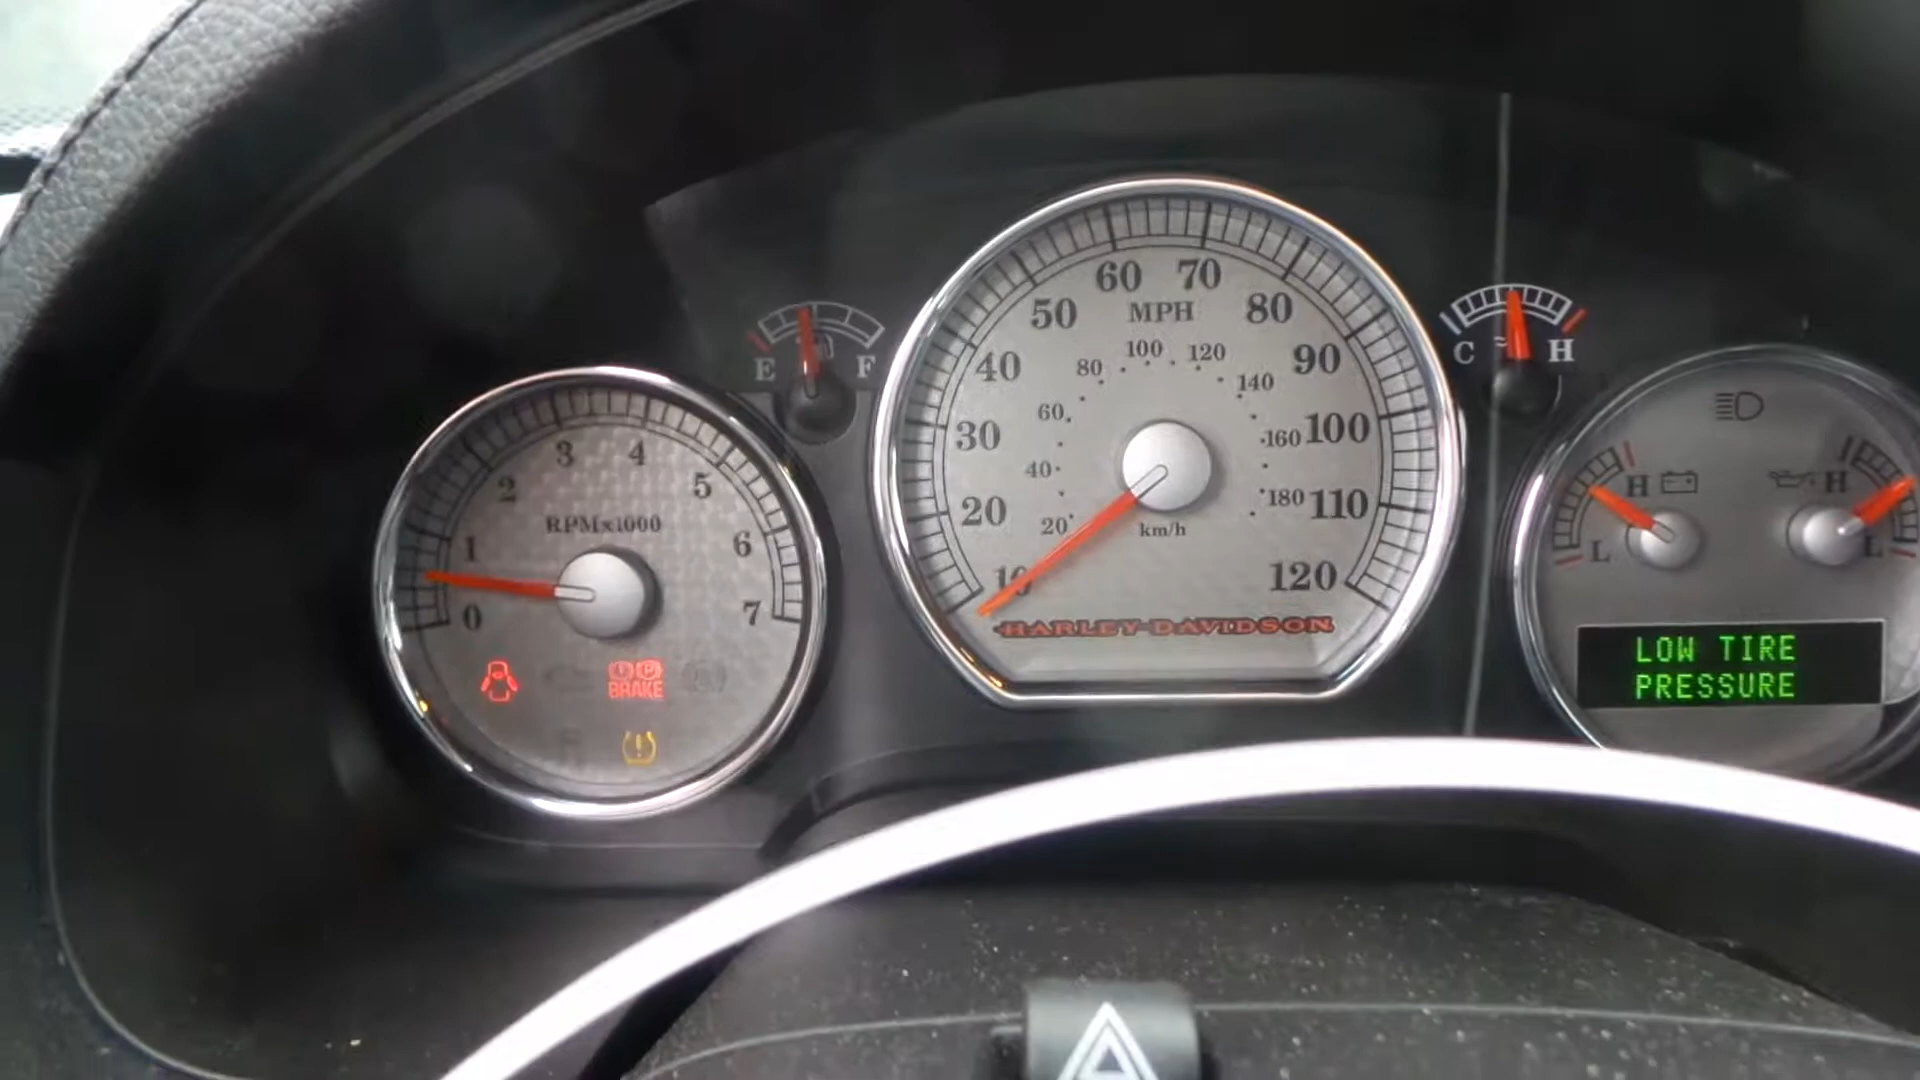 E F
C H
0 1 2 3 4 5 6 7
RPMx1000
BRAKE
10 20 30 40 50 60 70 80 90 100 110 120
MPH
20 40 60 80 100 120 140 160 180
km/h
HARLEY-DAVIDSON
H L
H L
LOW TIRE
PRESSURE